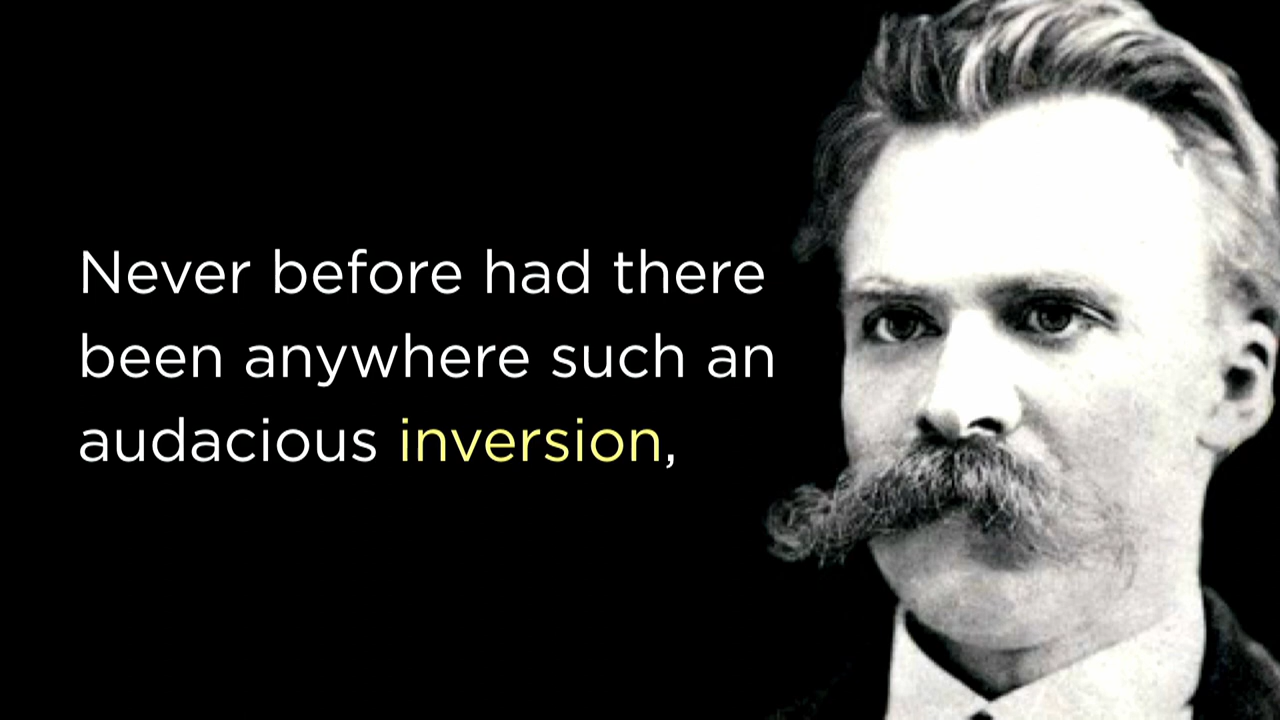 Never before had there
been anywhere such an
audacious inversion,